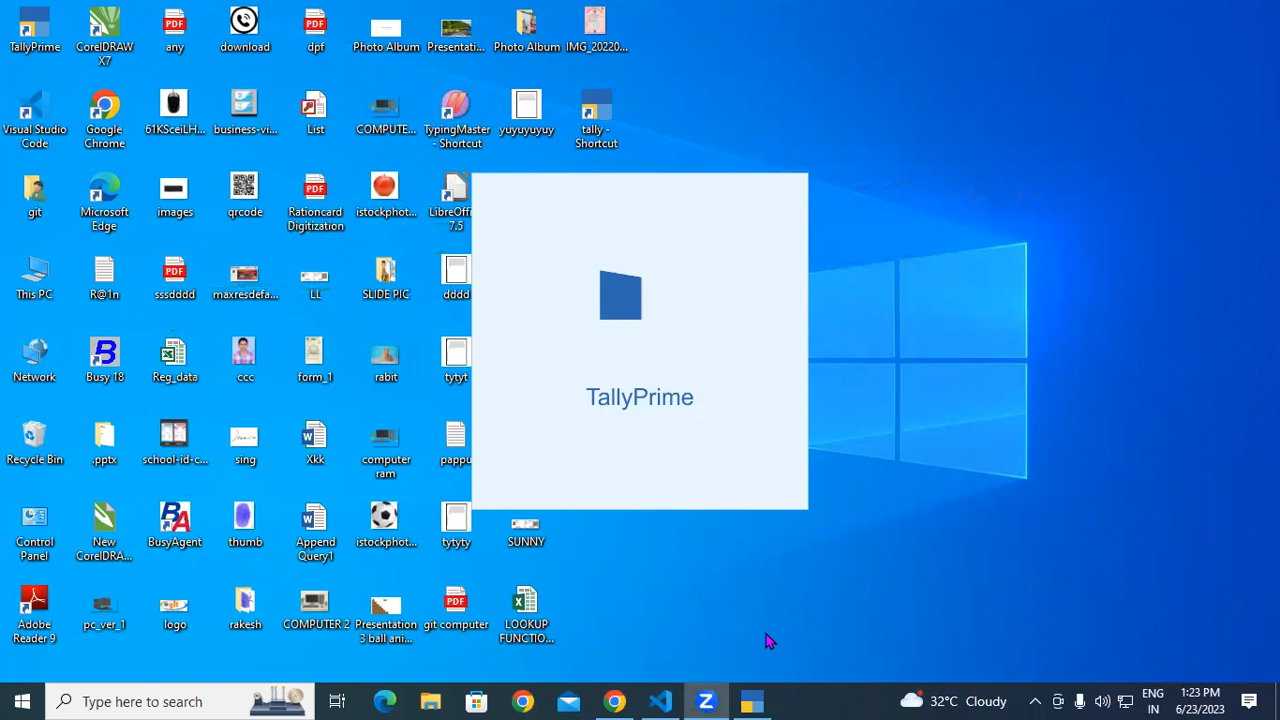 TallyPrime
CorelDRAW
X7
any
download
dpf
Photo Album
Presentati...
Photo Album
IMG_20220...
Visual Studio
Code
Google
Chrome
61KSceiLH...
business-vi...
List
COMPUTE...
TypingMaster
- Shortcut
yuyuyuyuy
tally -
Shortcut
git
Microsoft
Edge
images
qrcode
Rationcard
Digitization
istockphot...
LibreOffi
7.5
This PC
R@1n
sssdddd
maxresdefa...
LL
SLIDE PIC
dddd
TallyPrime
Network
Busy 18
Reg_data
ccc
form_1
rabit
tytyt
Recycle Bin
.pptx
school-id-c...
sing
Xkk
computer
ram
pappu
Control
Panel
New
CorelDRA...
BusyAgent
thumb
Append
Query1
istockphot...
tytyty
SUNNY
Adobe
Reader 9
pc_ver_1
logo
rakesh
COMPUTER 2
Presentation
3 ball ani...
git computer
LOOKUP
FUNCTIO...
Type here to search
32°C Cloudy
ENG
IN
1:23 PM
6/23/2023